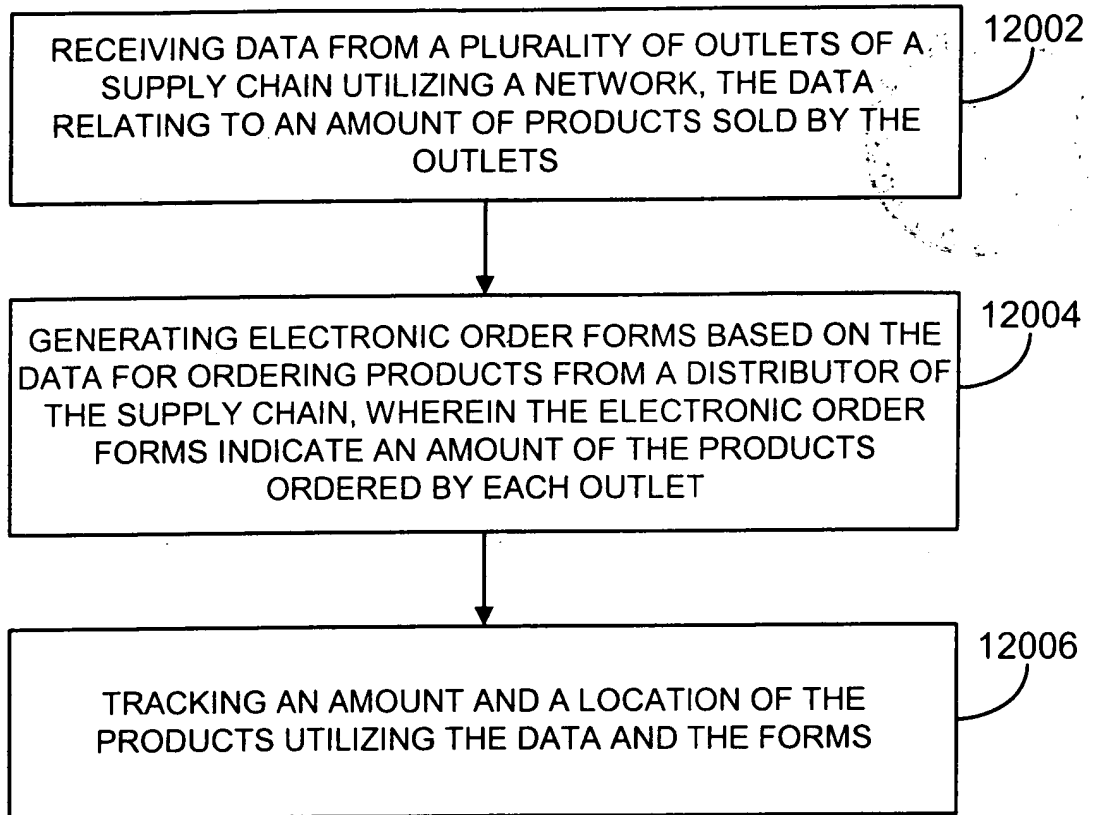 RECEIVING DATA FROM A PLURALITY OF OUTLETS OF A
SUPPLY CHAIN UTILIZING A NETWORK, THE DATA
RELATING TO AN AMOUNT OF PRODUCTS SOLD BY THE
OUTLETS
12002
GENERATING ELECTRONIC ORDER FORMS BASED ON THE
DATA FOR ORDERING PRODUCTS FROM A DISTRIBUTOR OF
THE SUPPLY CHAIN, WHEREIN THE ELECTRONIC ORDER
FORMS INDICATE AN AMOUNT OF THE PRODUCTS
ORDERED BY EACH OUTLET
12004
TRACKING AN AMOUNT AND A LOCATION OF THE
PRODUCTS UTILIZING THE DATA AND THE FORMS
12006